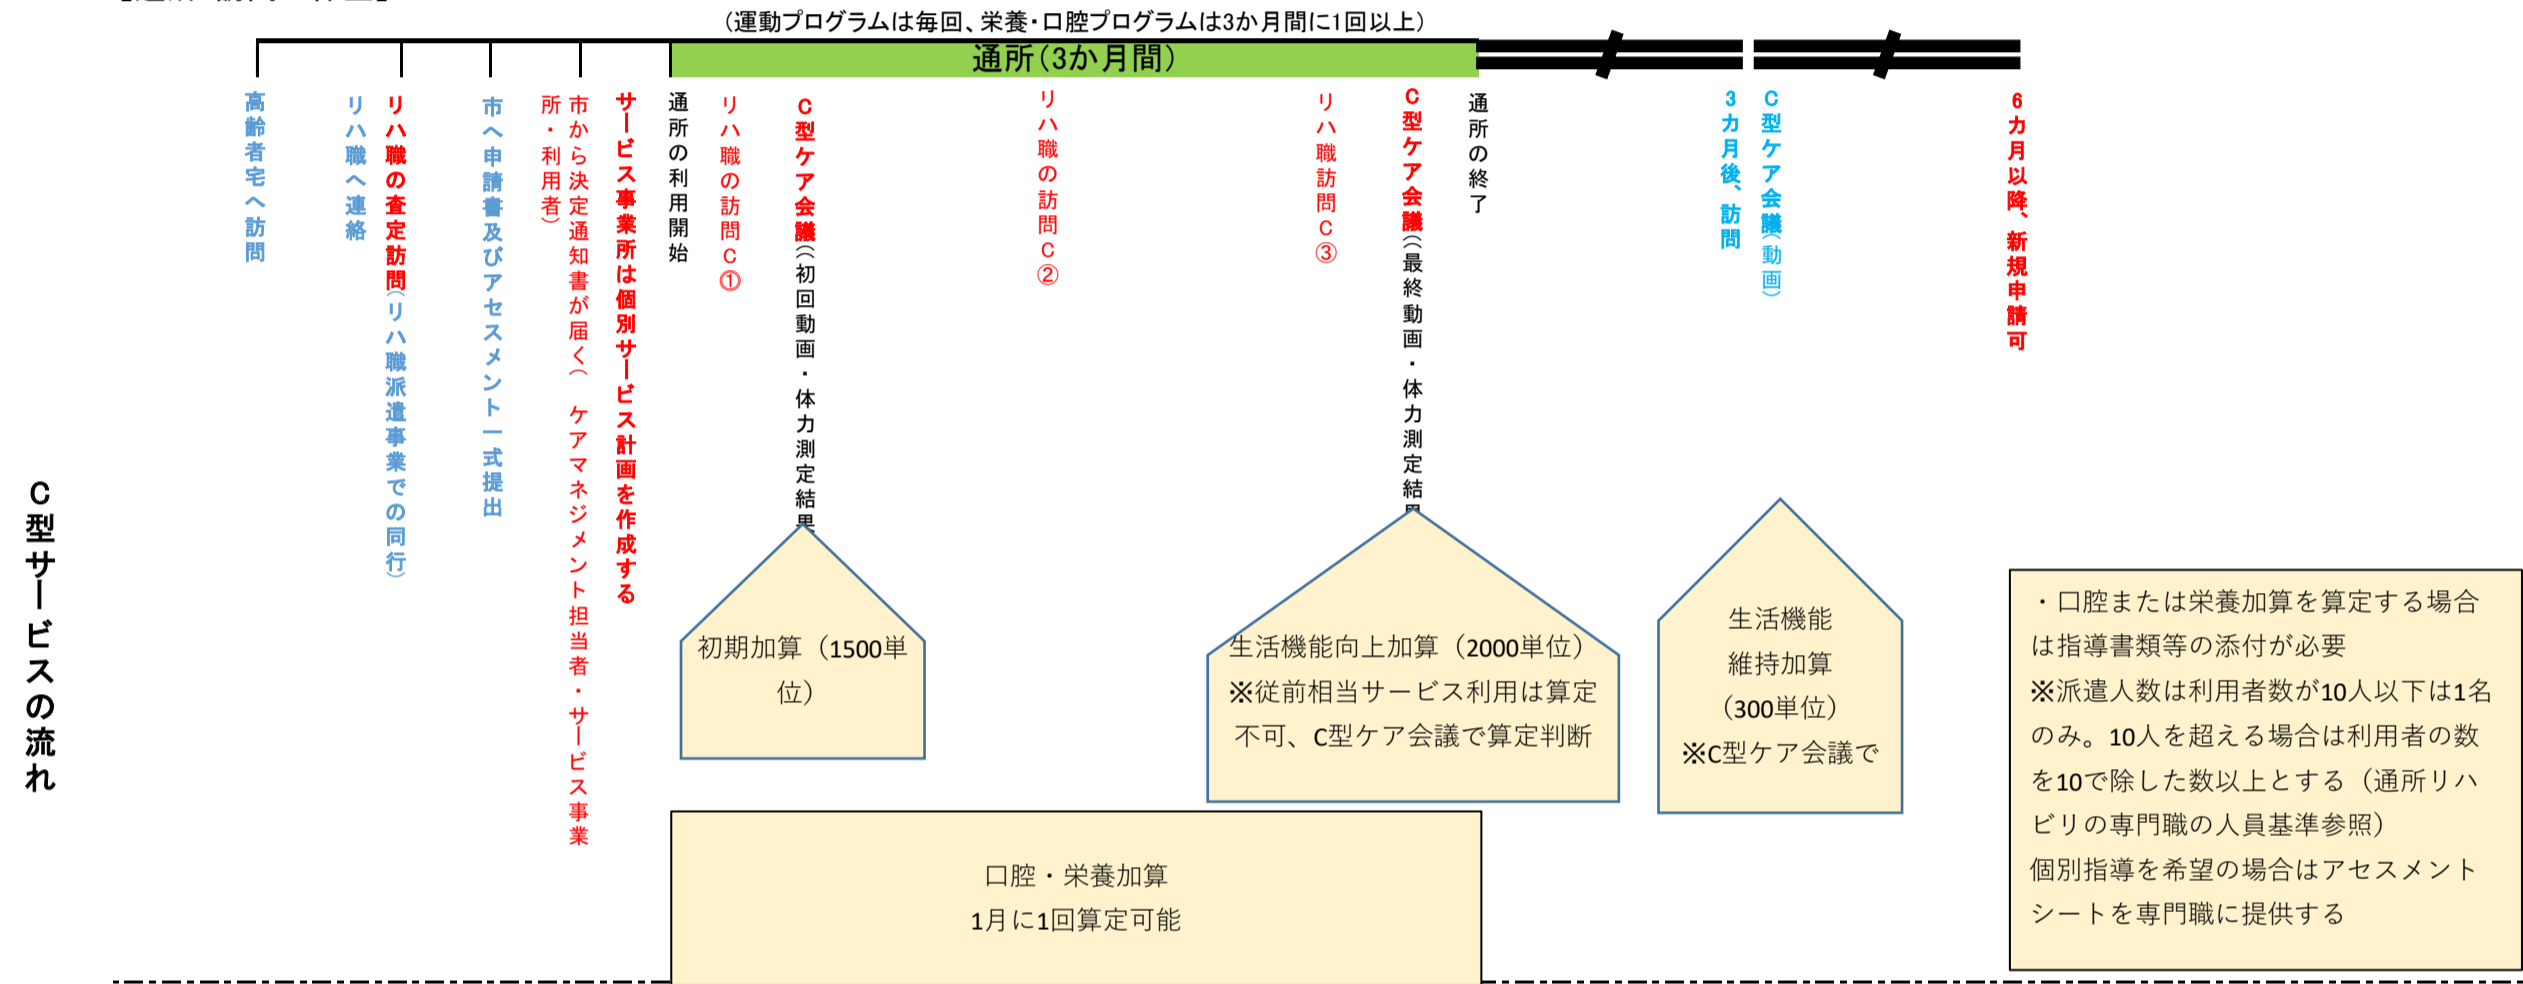 （運動プログラムは毎回、栄養・口腔プログラムは3か月間に1回以上）
通所（3か月間）
高齢者宅へ訪問
リハ職へ連絡
リハ職の査定訪問（リハ職派遣事業での同行）
市へ申請書及びアセスメント一式提出
市から決定通知書が届く（　ケアマネジメント担当者・サービス事業
所・利用者）
サービス事業所は個別サービス計画を作成する
通所の利用開始
リハ職の訪問C①
C型ケア会議（（初回動画・体力測定結果
リハ職の訪問C②
リハ職訪問C③
C型ケア会議（（最終動画・体力測定結果
通所の終了
3カ月後、訪問
C型ケア会議（動画）
6カ月以降、新規申請可
C型サービスの流れ
初期加算（1500単
位）
生活機能向上加算（2000単位）
※従前相当サービス利用は算定
不可、C型ケア会議で算定判断
生活機能
維持加算
（300単位）
※C型ケア会議で
・口腔または栄養加算を算定する場合
は指導書類等の添付が必要
※派遣人数は利用者数が10人以下は1名
のみ。10人を超える場合は利用者の数
を10で除した数以上とする（通所リハ
ビリの専門職の人員基準参照）
個別指導を希望の場合はアセスメント
シートを専門職に提供する
口腔・栄養加算
1月に1回算定可能